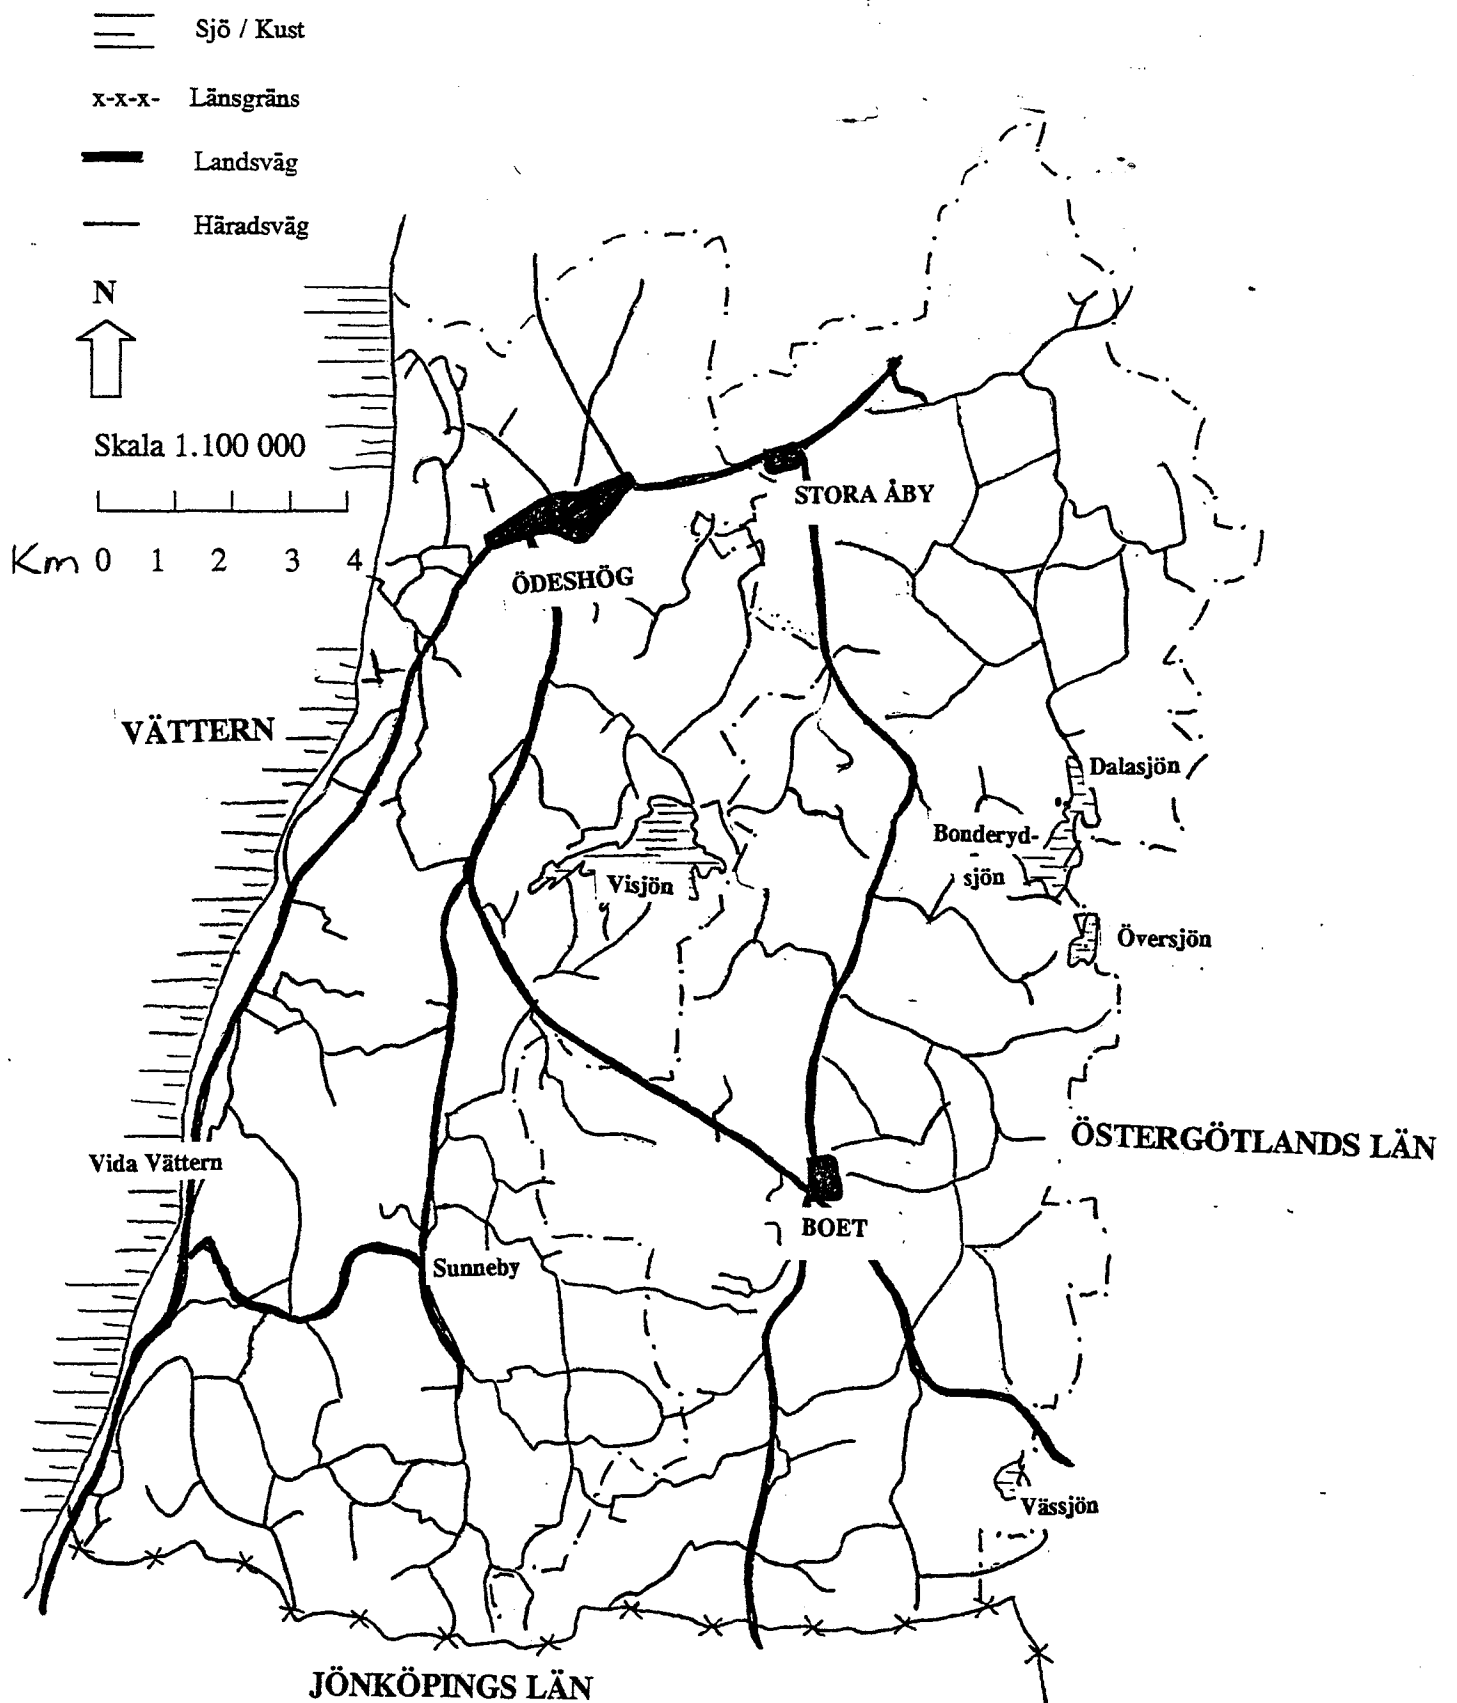 Sjö / Kust
x-x-x- Länsgräns
Landsväg
Häradsväg
N
Skala 1.100 000
Km 0 1 2 3 4
STORA ÅBY
ÖDESHÖG
VÄTTERN
Dalasjön
Bonderyd-
sjön
Visjön
Översjön
ÖSTERGÖTLANDS LÄN
Vida Vättern
BOET
Sunneby
Vässjön
JÖNKÖPINGS LÄN